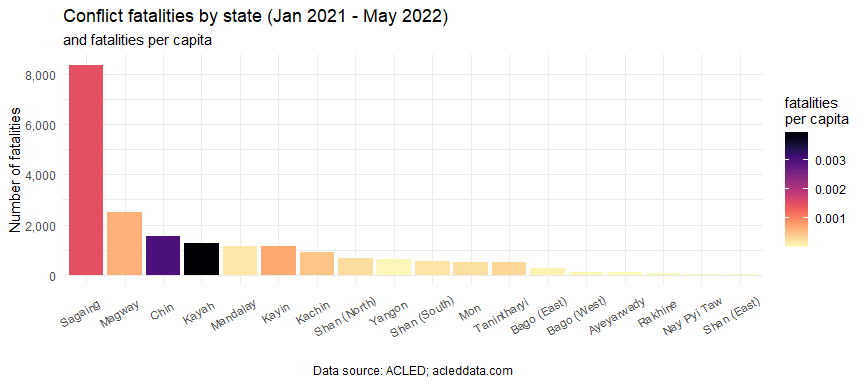 Conflict fatalities by state (Jan 2021 - May 2022)
and fatalities per capita
Number of fatalities
8,000
6,000
4,000
2,000
0
Sagaing
Magway
Chin
Kayah
Mandalay
Kayin
Kachin
Shan (North)
Yangon
Shan (South)
Mon
Tanintharyi
Bago (East)
Bago (West)
Ayeyarwady
Rakhine
Nay Pyi Taw
Shan (East)
fatalities
per capita
0.003
0.002
0.001
Data source: ACLED; acleddata.com